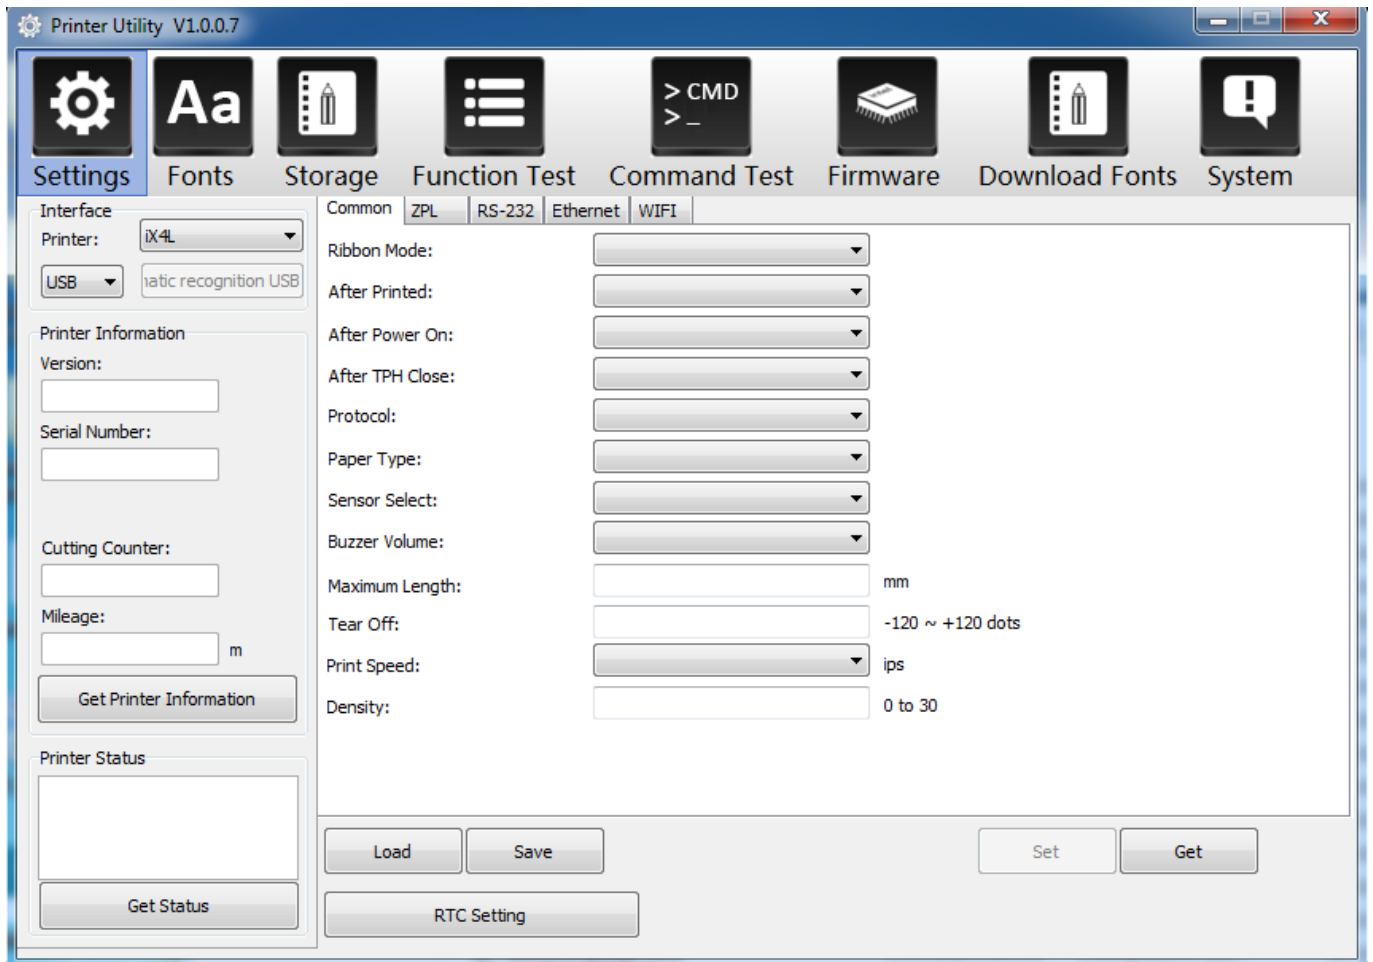 Printer Utility V1.0.0.7
Aa
> CMD
> _
Settings Fonts Storage Function Test Command Test Firmware Download Fonts System
Interface
Printer: iX4L
USB matic recognition USB
Printer Information
Version:
Serial Number:
Cutting Counter:
Mileage:
m
Get Printer Information
Printer Status
Get Status
Common ZPL RS-232 Ethernet WIFI
Ribbon Mode:
After Printed:
After Power On:
After TPH Close:
Protocol:
Paper Type:
Sensor Select:
Buzzer Volume:
Maximum Length: mm
Tear Off: -120 ~ +120 dots
Print Speed: ips
Density: 0 to 30
Load Save Set Get
RTC Setting